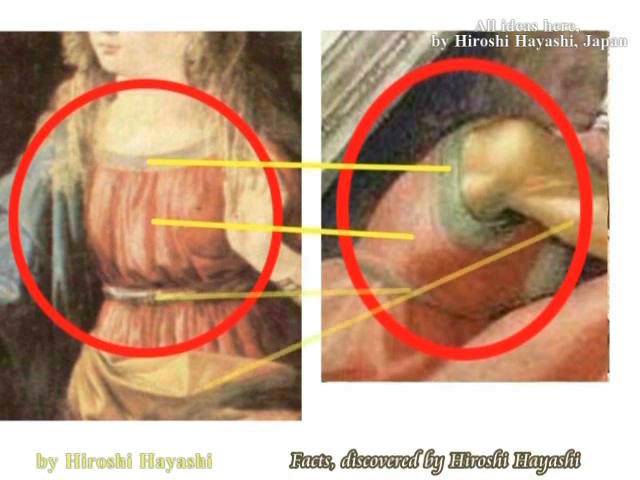 All ideas here,
by Hiroshi Hayashi, Japan
by Hiroshi Hayashi
Facts, discovered by Hiroshi Hayashi